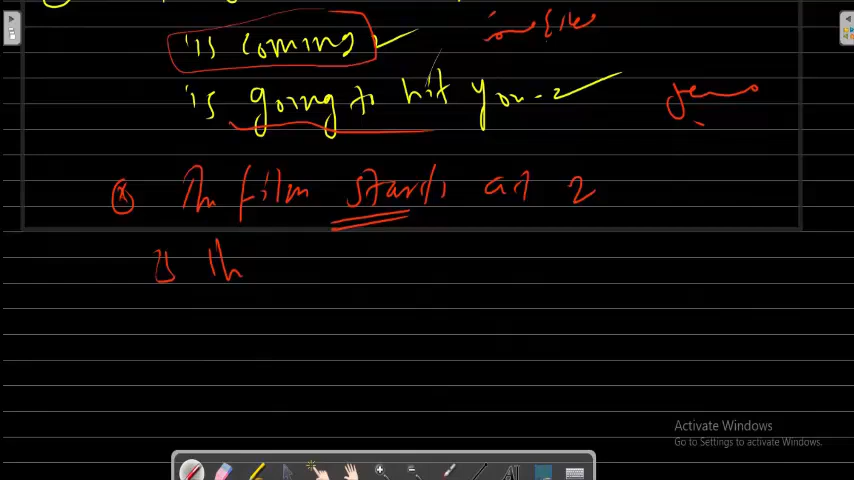 is coming
is going to hit you
The film starts at 2
Activate Windows
Go to Settings to activate Windows.